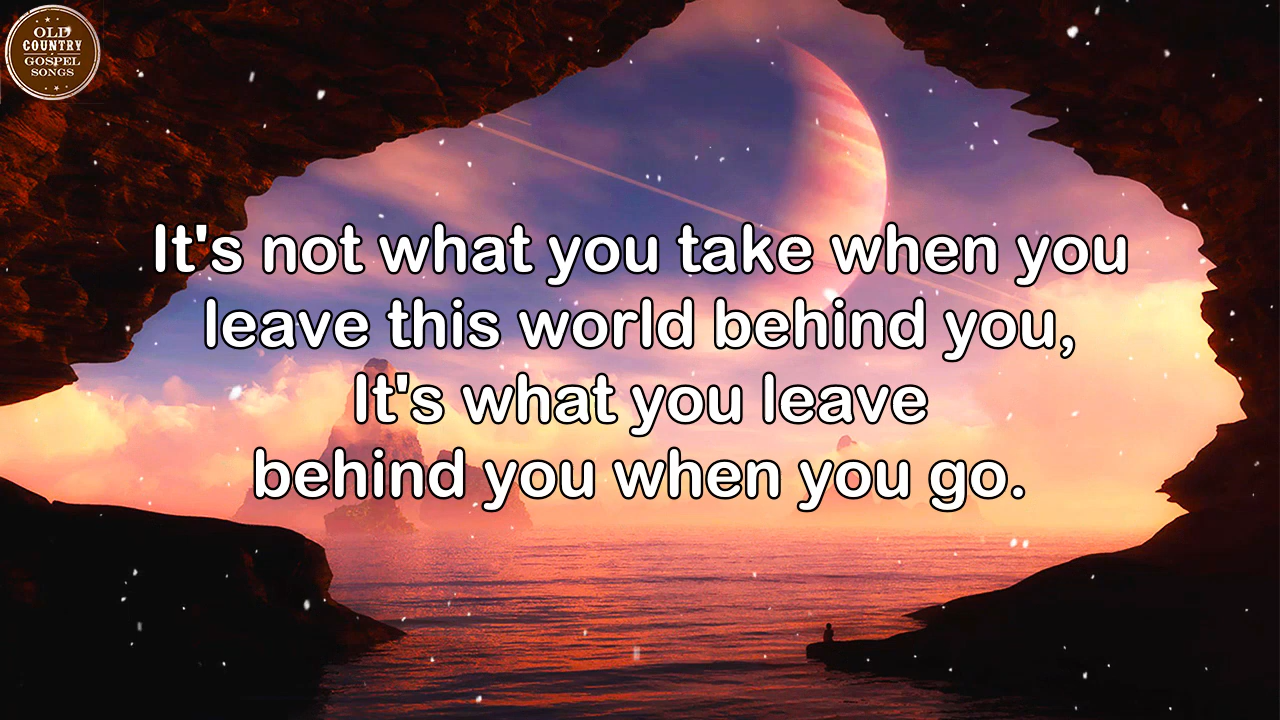 OLD
COUNTRY
GOSPEL
SONGS
It's not what you take when you
leave this world behind you,
It's what you leave
behind you when you go.